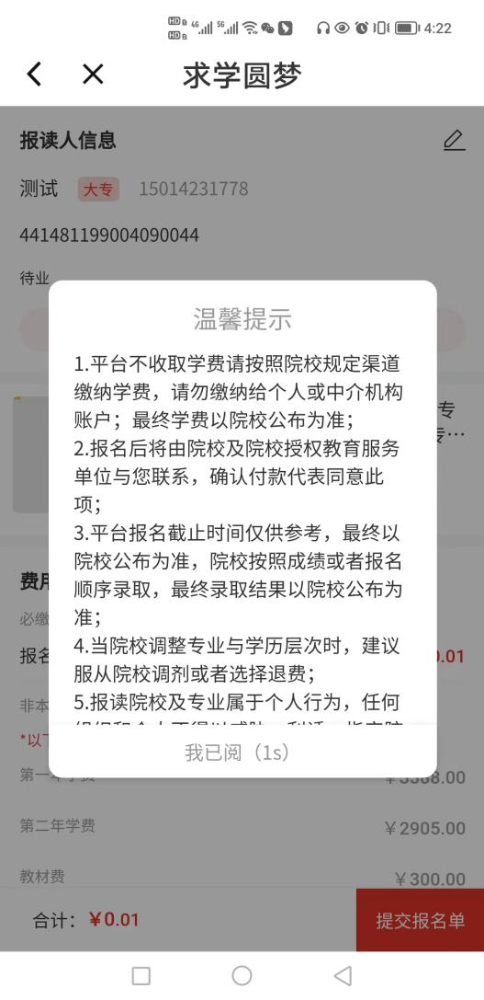 4:22
求学圆梦
报读人信息
测试 大专 15014231778
441481199004090044
待业
温馨提示
1.平台不收取学费请按照院校规定渠道
缴纳学费，请勿缴纳给个人或中介机构
账户；最终学费以院校公布为准；
2.报名后将由院校及院校授权教育服务
单位与您联系，确认付款代表同意此
项；
3.平台报名截止时间仅供参考，最终以
院校公布为准，院校按照成绩或者报名
顺序录取，最终录取结果以院校公布为
准；
4.当院校调整专业与学历层次时，建议
服从院校调剂或者选择退费；
5.报读院校及专业属于个人行为，任何
我已阅（1s）
专
专…
费用
必缴
报名 0.01
非本
*以下
第一年学费
第二年学费 ￥2905.00
教材费 ￥300.00
合计：￥0.01 提交报名单